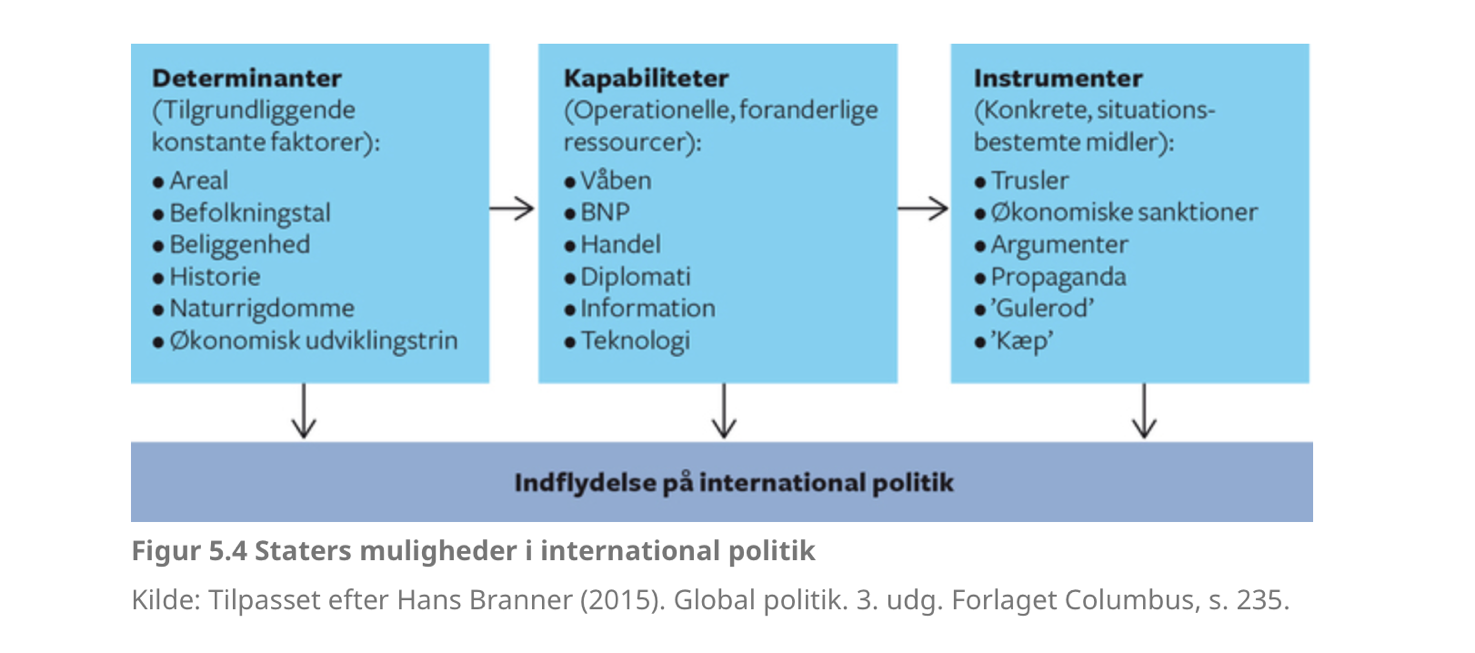 Determinanter
(Tilgrundliggende
konstante faktorer):
● Areal
● Befolkningstal
● Beliggenhed
● Historie
● Naturrigdomme
● Økonomisk udviklingstrin
Kapabiliteter
(Operationelle, foranderlige
ressourcer):
● Våben
● BNP
● Handel
● Diplomati
● Information
● Teknologi
Instrumenter
(Konkrete, situations-
bestemte midler):
● Trusler
● Økonomiske sanktioner
● Argumenter
● Propaganda
● ’Gulerod’
● ’Kæp’
Indflydelse på international politik
Figur 5.4 Staters muligheder i international politik
Kilde: Tilpasset efter Hans Branner (2015). Global politik. 3. udg. Forlaget Columbus, s. 235.